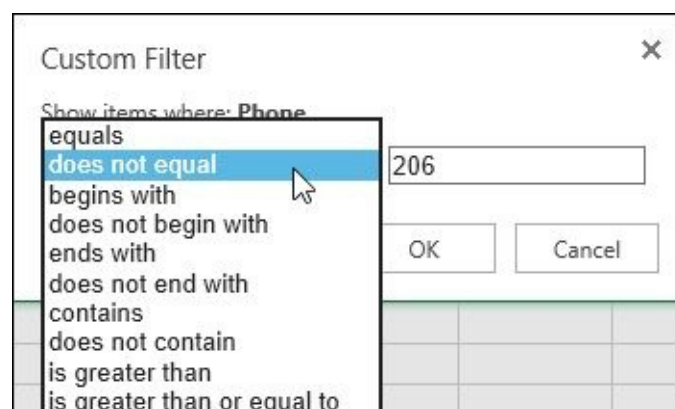 Custom Filter
Show items where: Phone
equals
does not equal
206
begins with
does not begin with
ends with
OK
Cancel
does not end with
contains
does not contain
is greater than
is greater than or equal to